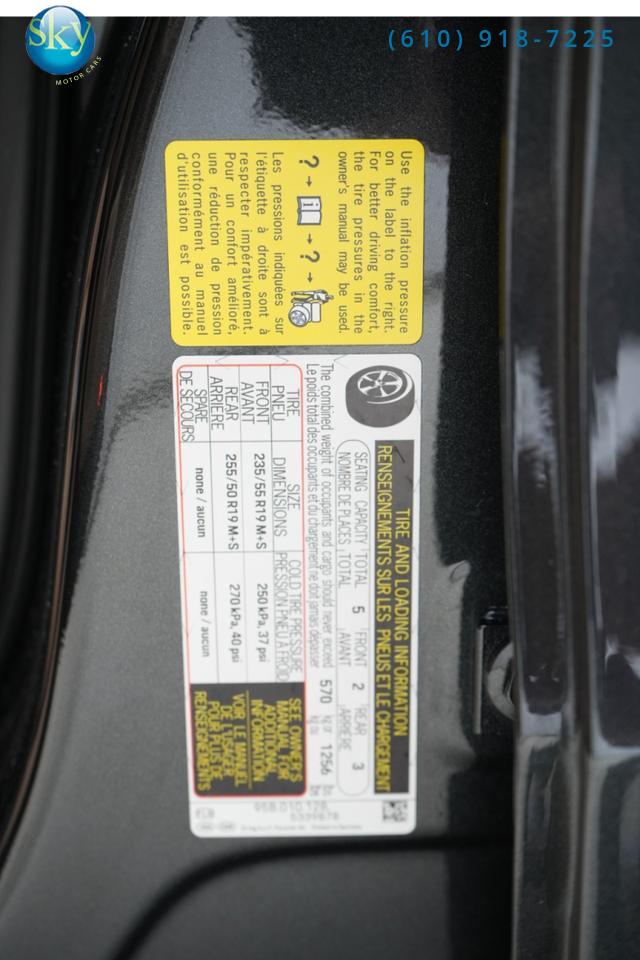 sky
MOTOR CARS
(610) 918-7225
Use the inflation pressure
on the label to the right.
For better driving comfort,
the tire pressures in the
owner's manual may be used.
? → i → ? →
Les pressions indiquées sur
l'étiquette à droite sont à
respecter impérativement.
Pour un confort amélioré,
une réduction de pression
conformément au manuel
d'utilisation est possible.
TIRE AND LOADING INFORMATION
RENSEIGNEMENTS SUR LES PNEUS ET LE CHARGEMENT
SEATING CAPACITY TOTAL 5 FRONT 2 REAR 3
NOMBRE DE PLACES TOTAL AVANT ARRIÈRE
The combined weight of occupants and cargo should never exceed 570 kg or 1256 lbs
Le poids total des occupants et du chargement ne doit jamais dépasser kg ou lb
TIRE SIZE COLD TIRE PRESSURE
PNEU DIMENSIONS PRESSION PNEU À FROID
FRONT 235/55 R19 M+S 250 kPa, 37 psi
AVANT
REAR 255/50 R19 M+S 270 kPa, 40 psi
ARRIÈRE
SPARE none / aucun none / aucun
DE SECOURS
SEE OWNER'S
MANUAL FOR
ADDITIONAL
INFORMATION
VOIR LE MANUEL
DE L'USAGER
POUR PLUS DE
RENSEIGNEMENTS
95B.010.128